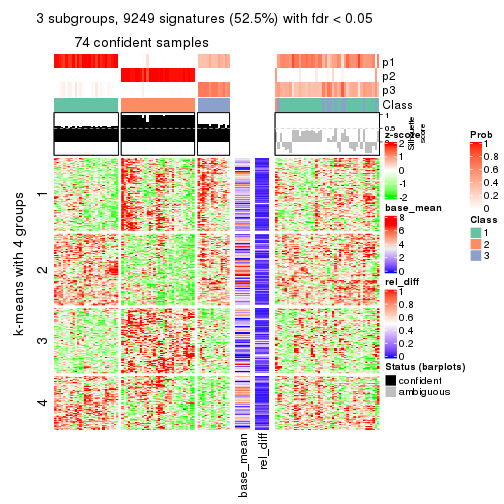 3 subgroups, 9249 signatures (52.5%) with fdr < 0.05
74 confident samples
p1
p2
p3
Class
1
0.5
0
Silhouette
score
k-means with 4 groups
1
2
3
4
base_mean
rel_diff
z-score
2
1
0
-1
-2
base_mean
8
6
4
2
0
rel_diff
1
0.8
0.6
0.4
0.2
0
Status (barplots)
confident
ambiguous
Prob
1
0.8
0.6
0.4
0.2
0
Class
1
2
3